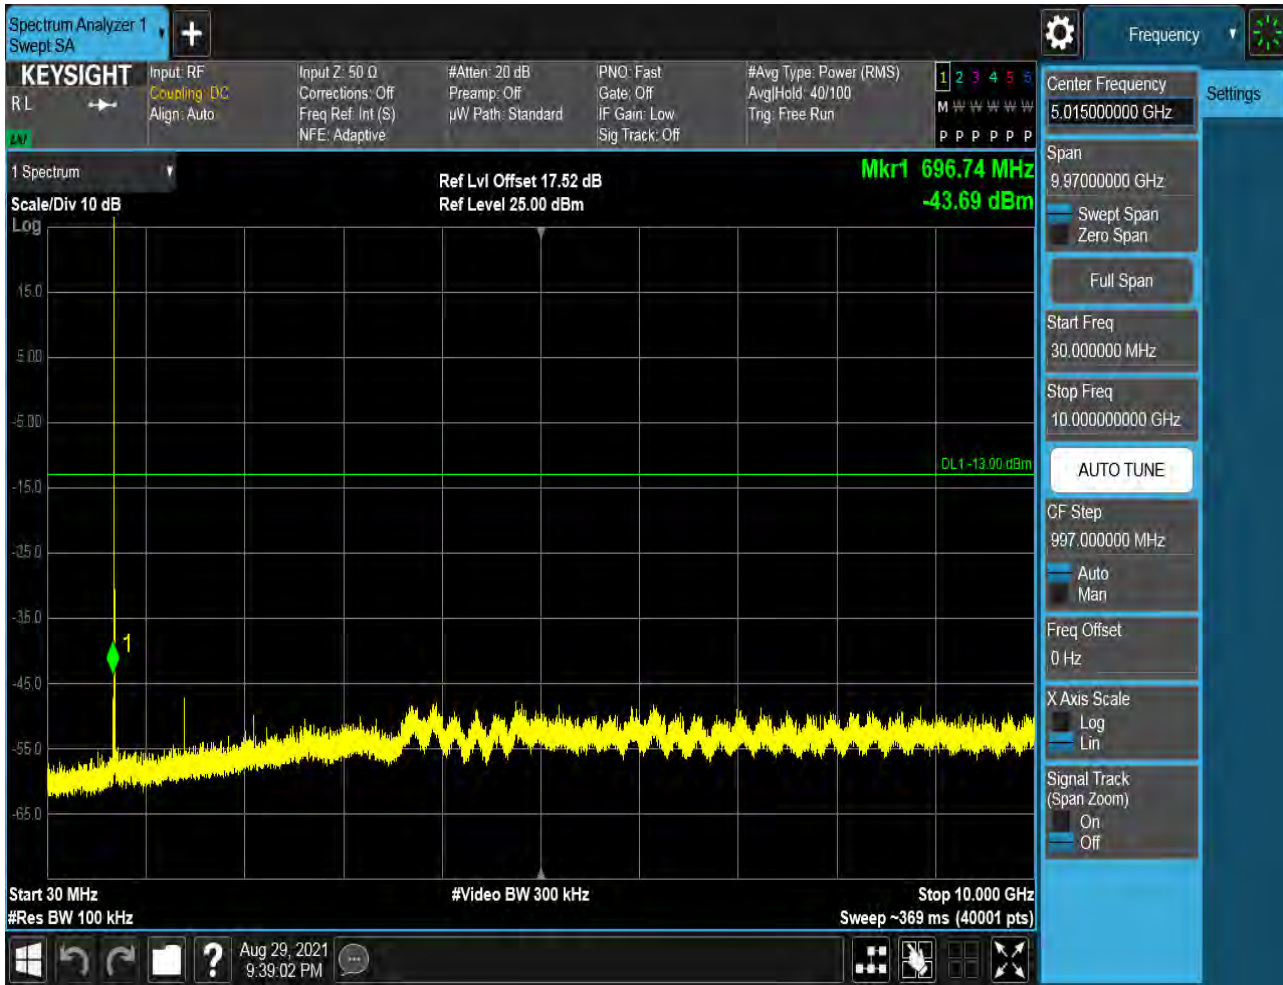 Spectrum Analyzer 1
Swept SA
Frequency
KEYSIGHT
R L
LNI
Input: RF
Coupling: DC
Align: Auto
Input Z: 50 Ω
Corrections: Off
Freq Ref: Int (S)
NFE: Adaptive
#Atten: 20 dB
Preamp: Off
µW Path: Standard
PNO: Fast
Gate: Off
IF Gain: Low
Sig Track: Off
#Avg Type: Power (RMS)
Avg|Hold: 40/100
Trig: Free Run
1 2 3 4 5 6
M W W W W W
P P P P P P
1 Spectrum
Scale/Div 10 dB
Log
Ref Lvl Offset 17.52 dB
Ref Level 25.00 dBm
Mkr1 696.74 MHz
-43.69 dBm
15.0
5.00
-5.00
-15.0
-25.0
-35.0
-45.0
-55.0
-65.0
DL1 -13.00 dBm
1
Start 30 MHz
#Video BW 300 kHz
Stop 10.000 GHz
#Res BW 100 kHz
Sweep ~369 ms (40001 pts)
Aug 29, 2021
9:39:02 PM
Center Frequency
5.015000000 GHz
Settings
Span
9.97000000 GHz
Swept Span
Zero Span
Full Span
Start Freq
30.000000 MHz
Stop Freq
10.000000000 GHz
AUTO TUNE
CF Step
997.000000 MHz
Auto
Man
Freq Offset
0 Hz
X Axis Scale
Log
Lin
Signal Track
(Span Zoom)
On
Off